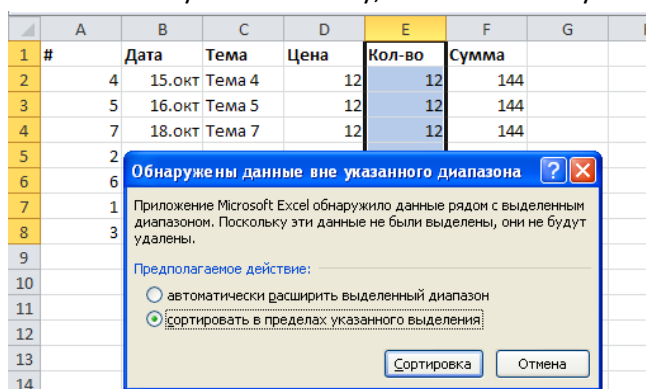 A B C D E F G
1 # Дата Тема Цена Кол-во Сумма
2 4 15.окт Тема 4 12 12 144
3 5 16.окт Тема 5 12 12 144
4 7 18.окт Тема 7 12 12 144
5 2
Обнаружены данные вне указанного диапазона
6 6
7 1
Приложение Microsoft Excel обнаружило данные рядом с выделенным
диапазоном. Поскольку эти данные не были выделены, они не будут
8 3
удалены.
9
Предполагаемое действие:
10
автоматически расширить выделенный диапазон
11
сортировать в пределах указанного выделения
12
13
Сортировка Отмена
14